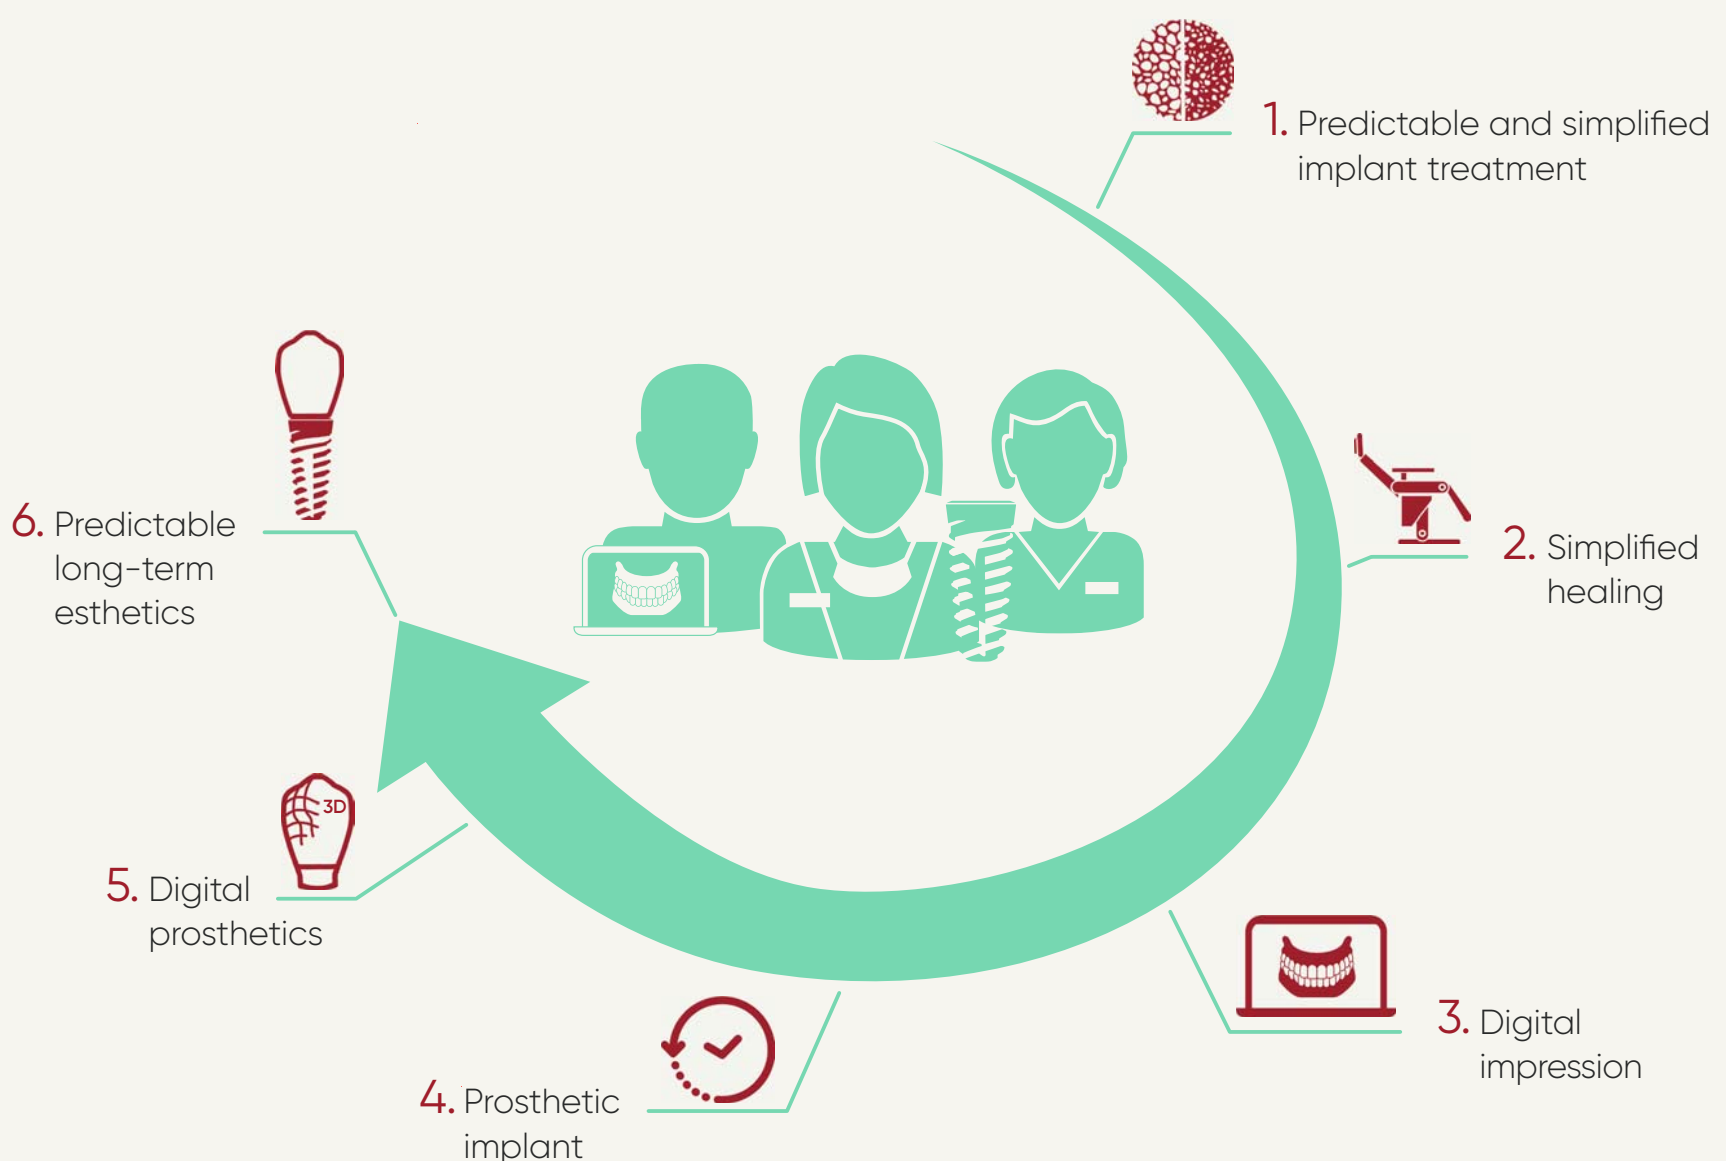 1. Predictable and simplified
implant treatment
2. Simplified
healing
3. Digital
impression
4. Prosthetic
implant
5. Digital
prosthetics
3D
6. Predictable
long-term
esthetics